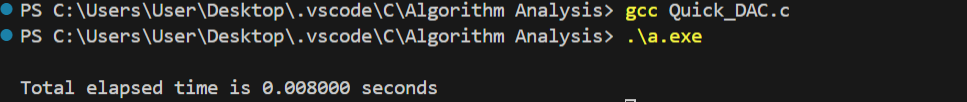 PS C:\Users\User\Desktop\.vscode\C\Algorithm Analysis> gcc Quick_DAC.c
PS C:\Users\User\Desktop\.vscode\C\Algorithm Analysis> .\a.exe
Total elapsed time is 0.008000 seconds